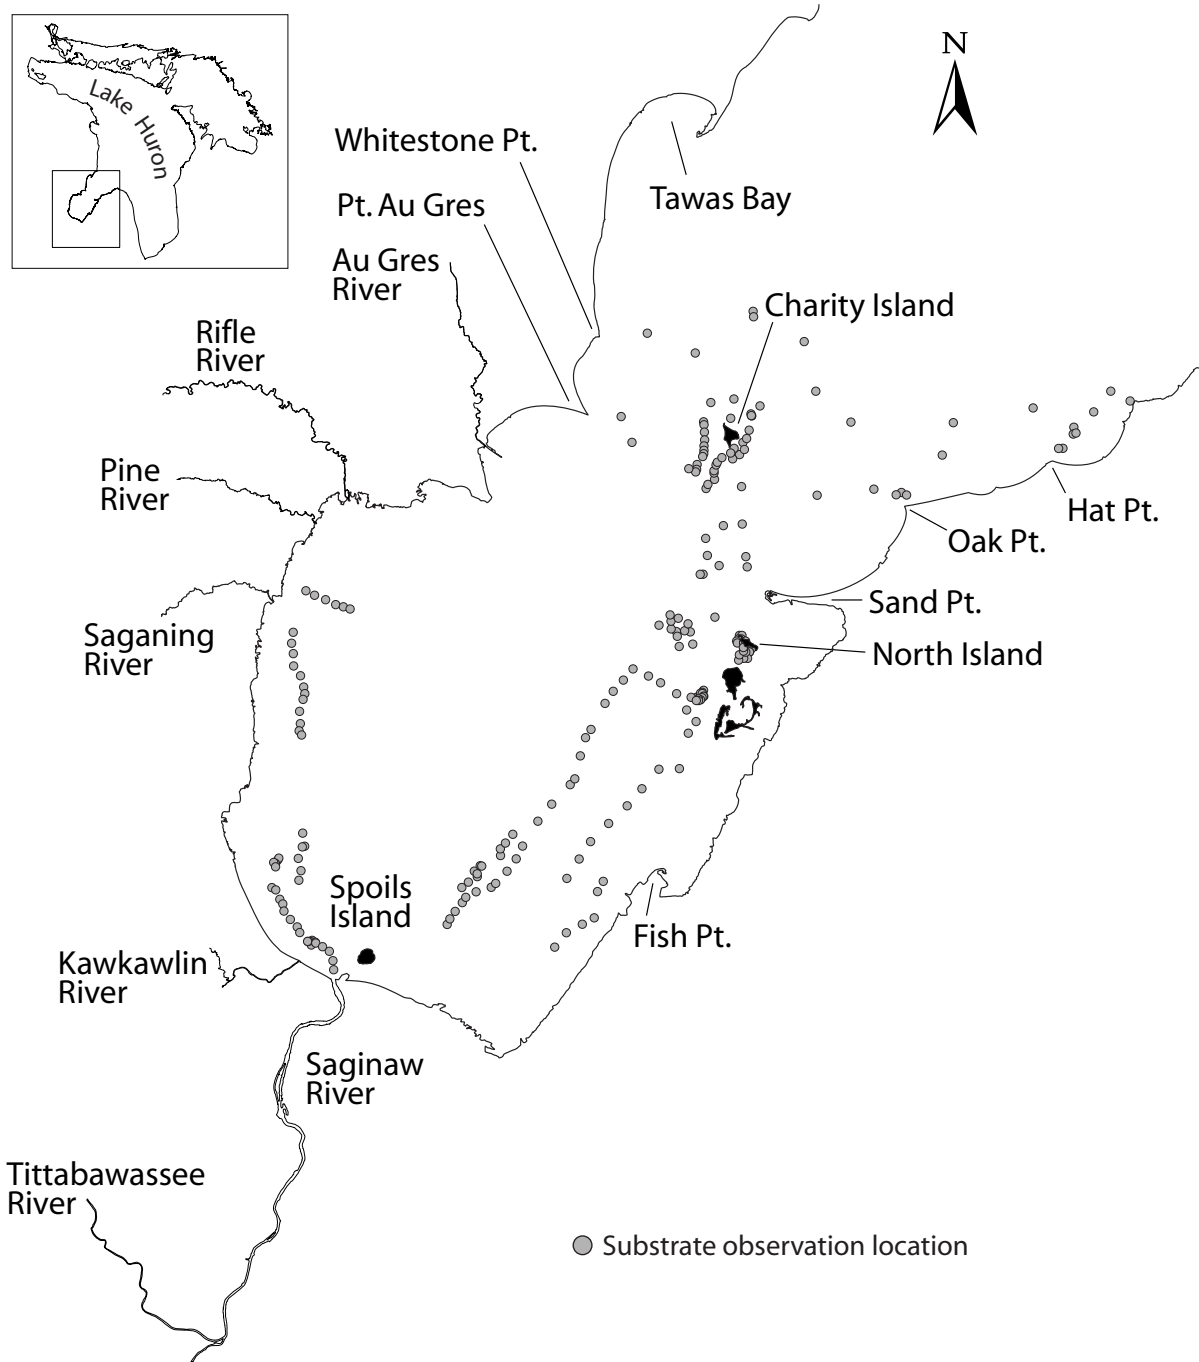 N
Lake Huron
Whitestone Pt.
Tawas Bay
Pt. Au Gres
Au Gres
River
Charity Island
Rifle
River
Pine
River
Hat Pt.
Oak Pt.
Sand Pt.
Saganing
River
North Island
Spoils
Island
Fish Pt.
Kawkawlin
River
Saginaw
River
Tittabawassee
River
Substrate observation location